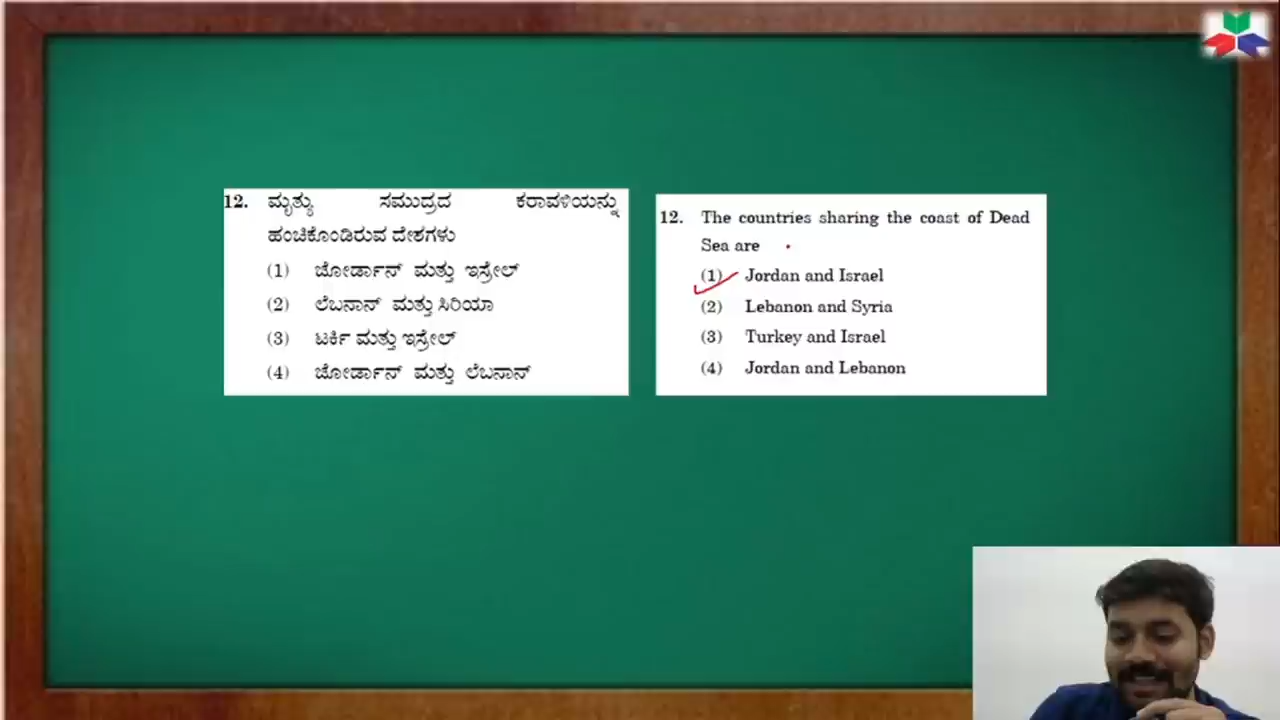 12. ಮೃತ್ಯು ಸಮುದ್ರದ ಕರಾವಳಿಯನ್ನು
ಹಂಚಿಕೊಂಡಿರುವ ದೇಶಗಳು
(1) ಜೋರ್ಡಾನ್ ಮತ್ತು ಇಸ್ರೇಲ್
(2) ಲೆಬನಾನ್ ಮತ್ತು ಸಿರಿಯಾ
(3) ಟರ್ಕಿ ಮತ್ತು ಇಸ್ರೇಲ್
(4) ಜೋರ್ಡಾನ್ ಮತ್ತು ಲೆಬನಾನ್
12. The countries sharing the coast of Dead
Sea are
(1) Jordan and Israel
(2) Lebanon and Syria
(3) Turkey and Israel
(4) Jordan and Lebanon